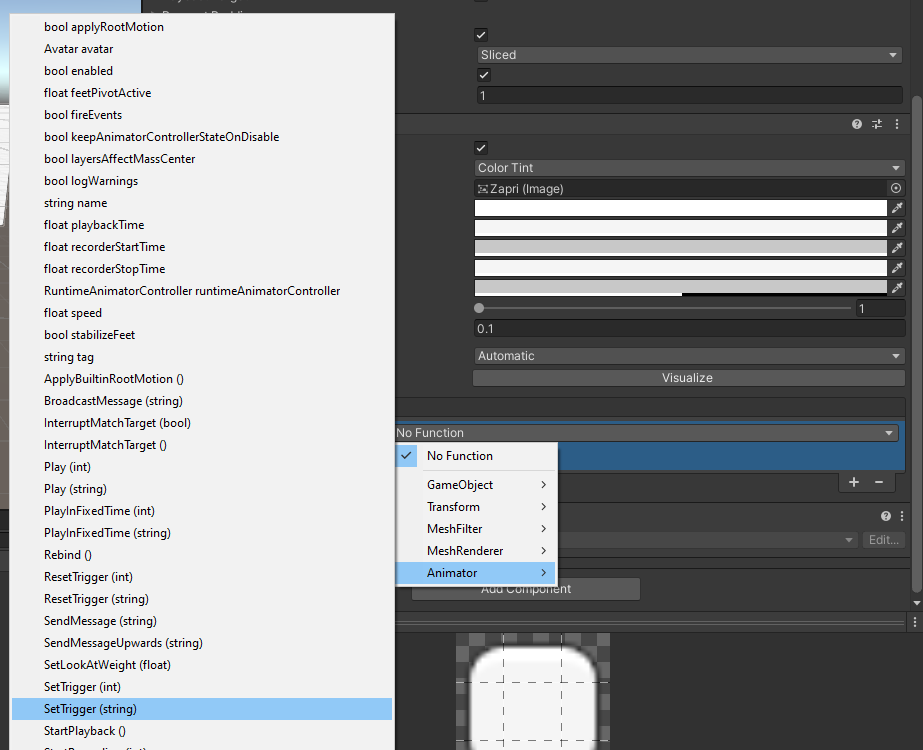 bool applyRootMotion
Avatar avatar
bool enabled
float feetPivotActive
bool fireEvents
bool keepAnimatorControllerStateOnDisable
bool layersAffectMassCenter
bool logWarnings
string name
float playbackTime
float recorderStartTime
float recorderStopTime
RuntimeAnimatorController runtimeAnimatorController
float speed
bool stabilizeFeet
string tag
ApplyBuiltinRootMotion ()
BroadcastMessage (string)
InterruptMatchTarget (bool)
InterruptMatchTarget ()
Play (int)
Play (string)
PlayInFixedTime (int)
PlayInFixedTime (string)
Rebind ()
ResetTrigger (int)
ResetTrigger (string)
SendMessage (string)
SendMessageUpwards (string)
SetLookAtWeight (float)
SetTrigger (int)
SetTrigger (string)
StartPlayback ()
Sliced
1
Color Tint
Zapri (Image)
1
0.1
Automatic
Visualize
No Function
No Function
GameObject
Transform
MeshFilter
MeshRenderer
Animator
Edit...
Add Component